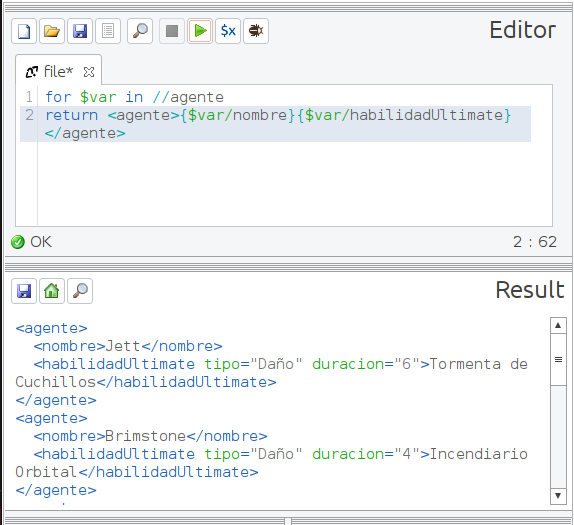 $x
Editor
file*
1 for $var in //agente
2 return <agente>{$var/nombre}{$var/habilidadUltimate}
</agente>
OK
2 : 62
Result
<agente>
<nombre>Jett</nombre>
<habilidadUltimate tipo="Daño" duracion="6">Tormenta de
Cuchillos</habilidadUltimate>
</agente>
<agente>
<nombre>Brimstone</nombre>
<habilidadUltimate tipo="Daño" duracion="4">Incendiario
Orbital</habilidadUltimate>
</agente>